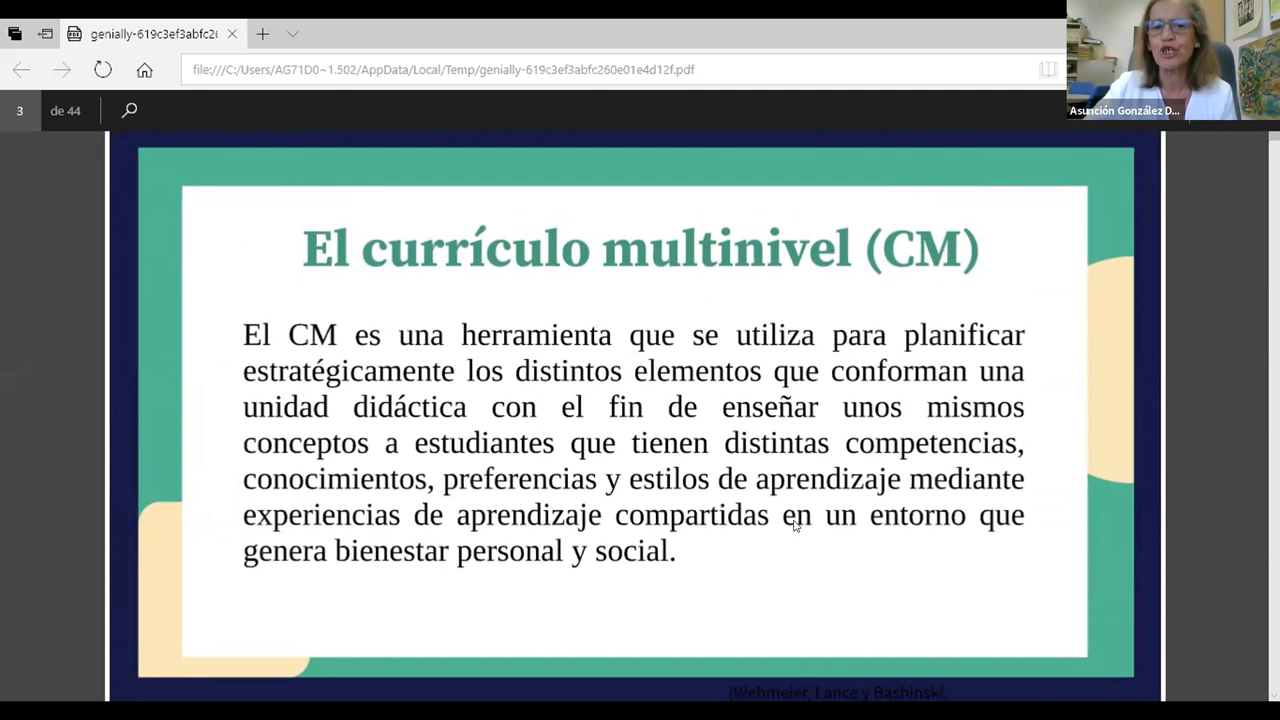 genially-619c3ef3abfc2
file:///C:/Users/AG71D0~1.502/AppData/Local/Temp/genially-619c3ef3abfc260e01e4d12f.pdf
Asunción González D...
3 de 44
El currículo multinivel (CM)
El CM es una herramienta que se utiliza para planificar
estratégicamente los distintos elementos que conforman una
unidad didáctica con el fin de enseñar unos mismos
conceptos a estudiantes que tienen distintas competencias,
conocimientos, preferencias y estilos de aprendizaje mediante
experiencias de aprendizaje compartidas en un entorno que
genera bienestar personal y social.
(Wehmeier, Lance y Bashinski,